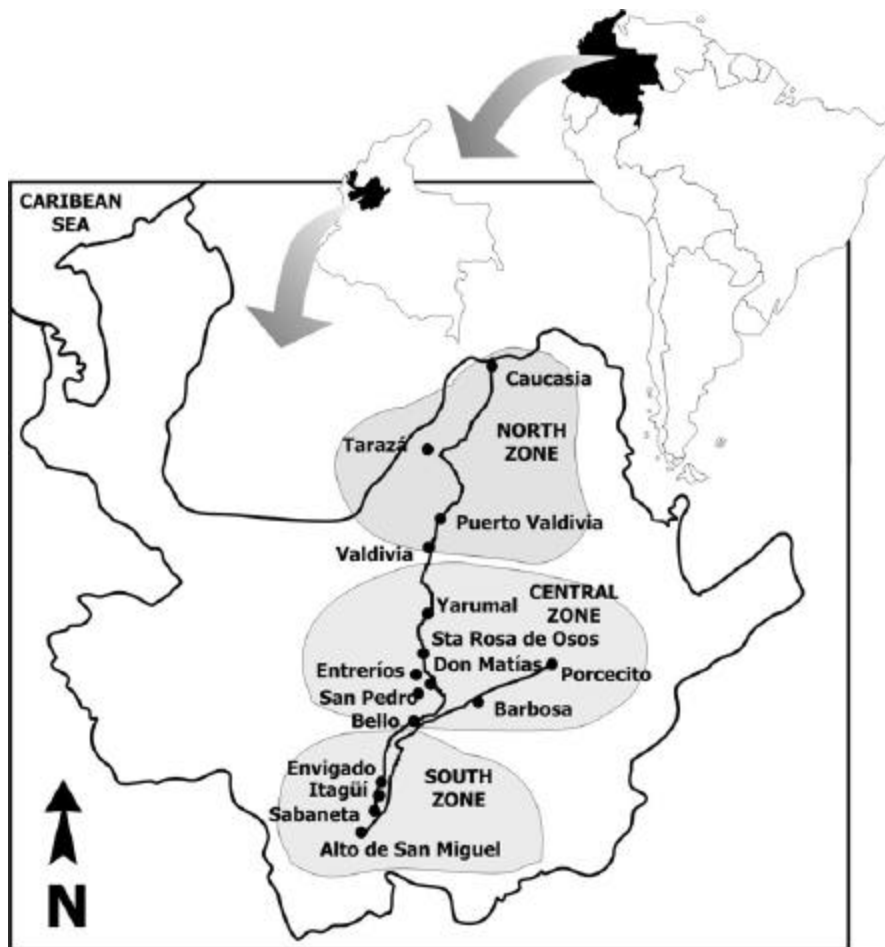 CARIBEAN
SEA
Caucasia
NORTH
ZONE
Tarazá
Puerto Valdivia
Valdivia
CENTRAL
ZONE
Yarumal
Sta Rosa de Osos
Don Matías
Entreríos
Porcecito
San Pedro
Barbosa
Bello
Envigado
SOUTH
ZONE
Itagüí
Sabaneta
Alto de San Miguel
N